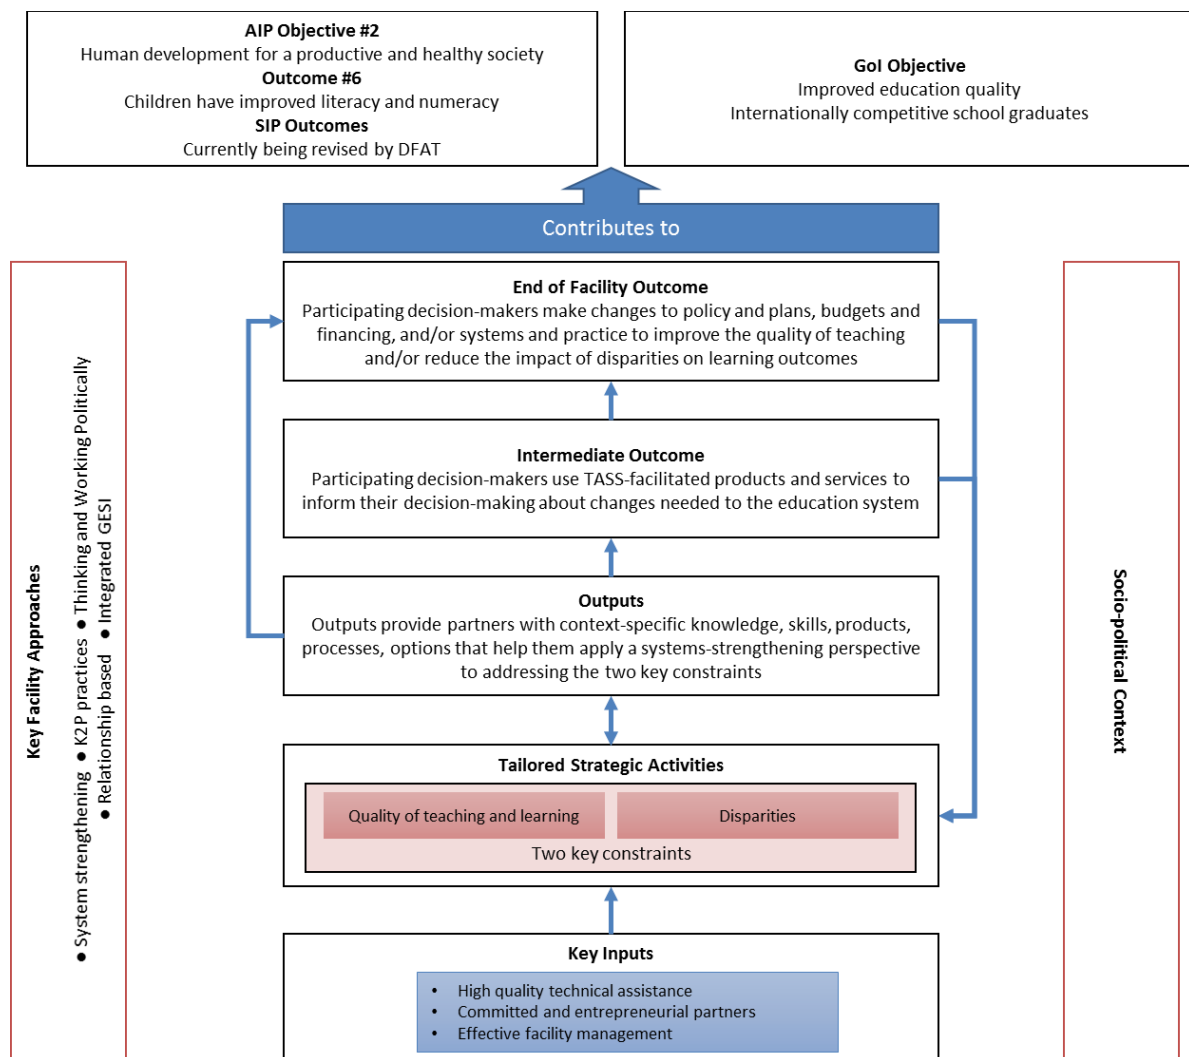 AIP Objective #2
Human development for a productive and healthy society
Outcome #6
Children have improved literacy and numeracy
SIP Outcomes
Currently being revised by DFAT
GoI Objective
Improved education quality
Internationally competitive school graduates
Contributes to
Key Facility Approaches
● System strengthening ● K2P practices ● Thinking and Working Politically
● Relationship based ● Integrated GESI
End of Facility Outcome
Participating decision-makers make changes to policy and plans, budgets and
financing, and/or systems and practice to improve the quality of teaching
and/or reduce the impact of disparities on learning outcomes
Intermediate Outcome
Participating decision-makers use TASS-facilitated products and services to
inform their decision-making about changes needed to the education system
Outputs
Outputs provide partners with context-specific knowledge, skills, products,
processes, options that help them apply a systems-strengthening perspective
to addressing the two key constraints
Tailored Strategic Activities
Quality of teaching and learning
Disparities
Two key constraints
Key Inputs
• High quality technical assistance
• Committed and entrepreneurial partners
• Effective facility management
Socio-political Context